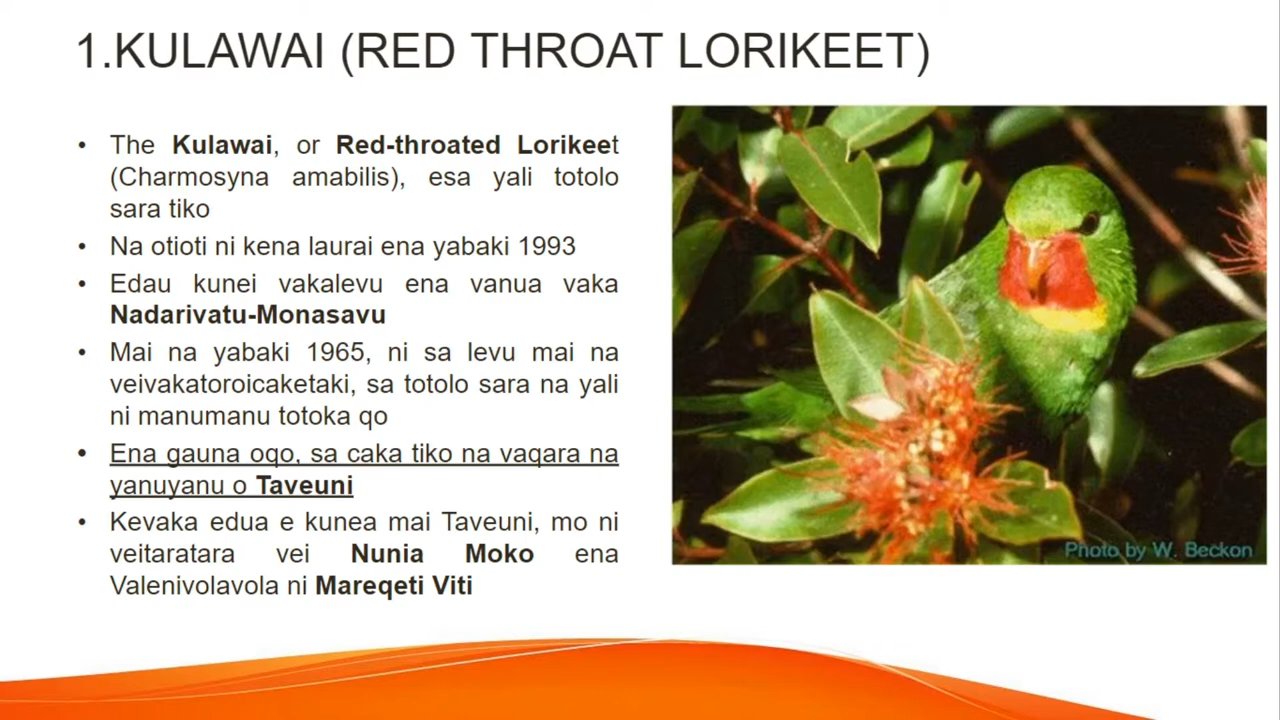 1.KULAWAI (RED THROAT LORIKEET)
• The Kulawai, or Red-throated Lorikeet
(Charmosyna amabilis), esa yali totolo
sara tiko
• Na otioti ni kena laurai ena yabaki 1993
• Edau kunei vakalevu ena vanua vaka
Nadarivatu-Monasavu
• Mai na yabaki 1965, ni sa levu mai na
veivakatoroicaketaki, sa totolo sara na yali
ni manumanu totoka qo
• Ena gauna oqo, sa caka tiko na vaqara na
yanuyanu o Taveuni
• Kevaka edua e kunea mai Taveuni, mo ni
veitaratara vei Nunia Moko ena
Valenivolavola ni Mareqeti Viti
Photo by W. Beckon